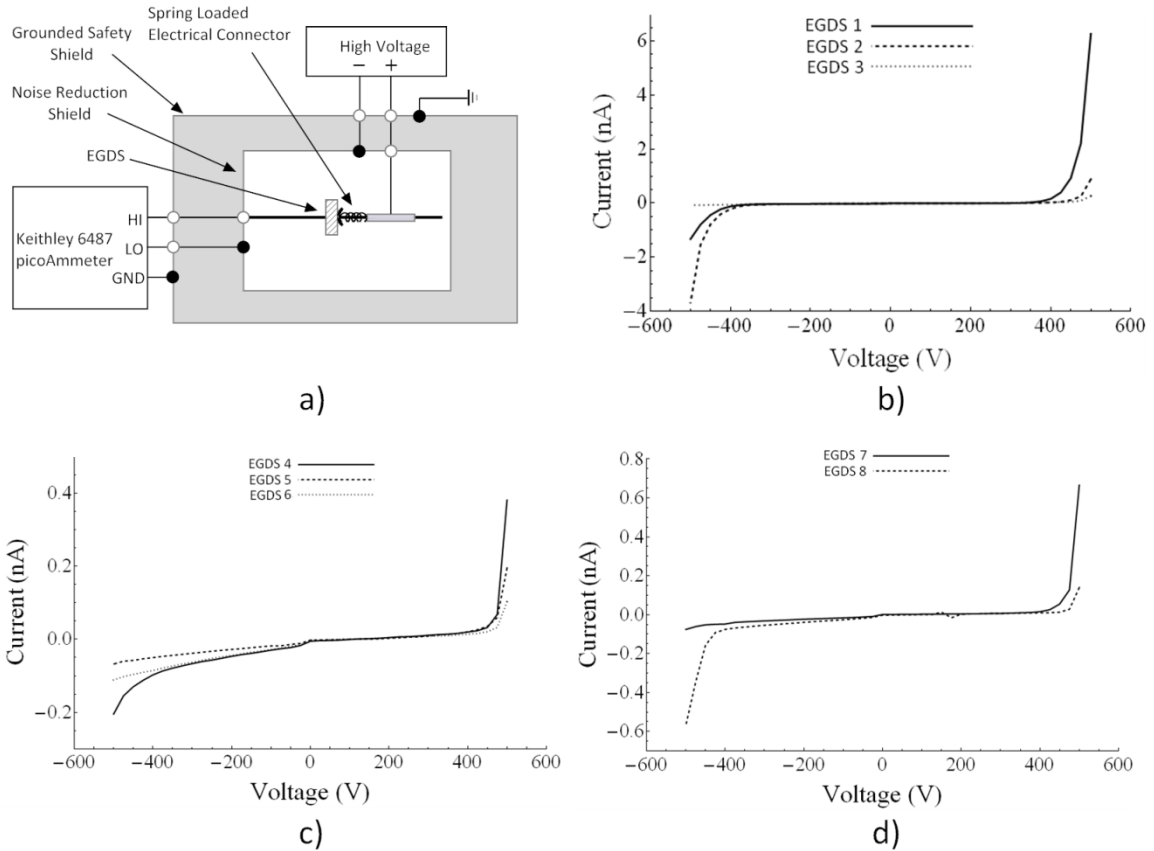 Grounded Safety
Shield
Spring Loaded
Electrical Connector
High Voltage
− +
Noise Reduction
Shield
EGDS
HI
Keithley 6487
picoAmmeter
LO
GND
a)
EGDS 1
EGDS 2
EGDS 3
Current (nA)
6
4
2
0
−2
−4
−600 −400 −200 0 200 400 600
Voltage (V)
b)
EGDS 4
EGDS 5
EGDS 6
Current (nA)
0.4
0.2
0.0
−0.2
−600 −400 −200 0 200 400 600
Voltage (V)
c)
EGDS 7
EGDS 8
Current (nA)
0.8
0.6
0.4
0.2
0.0
−0.2
−0.4
−0.6
−600 −400 −200 0 200 400 600
Voltage (V)
d)